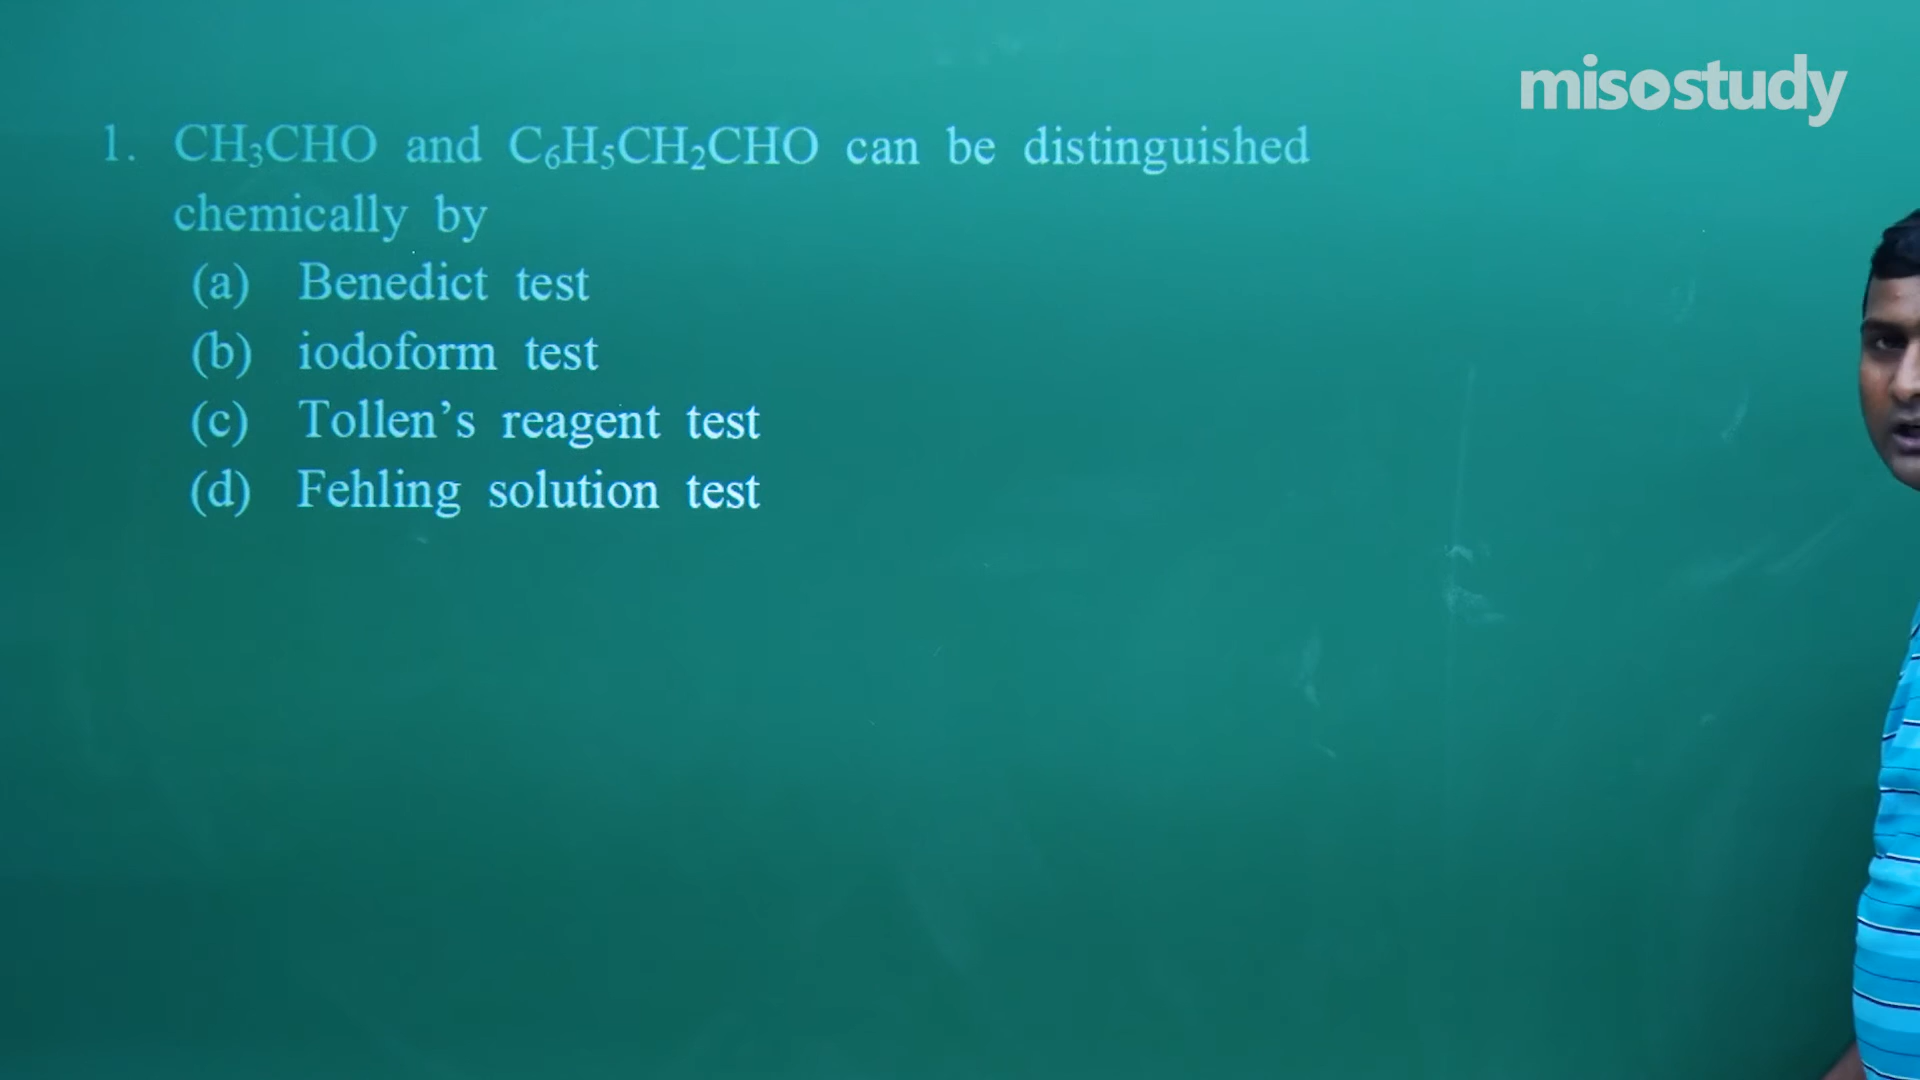 misostudy
1. CH₃CHO and C₆H₅CH₂CHO can be distinguished
chemically by
(a) Benedict test
(b) iodoform test
(c) Tollen’s reagent test
(d) Fehling solution test